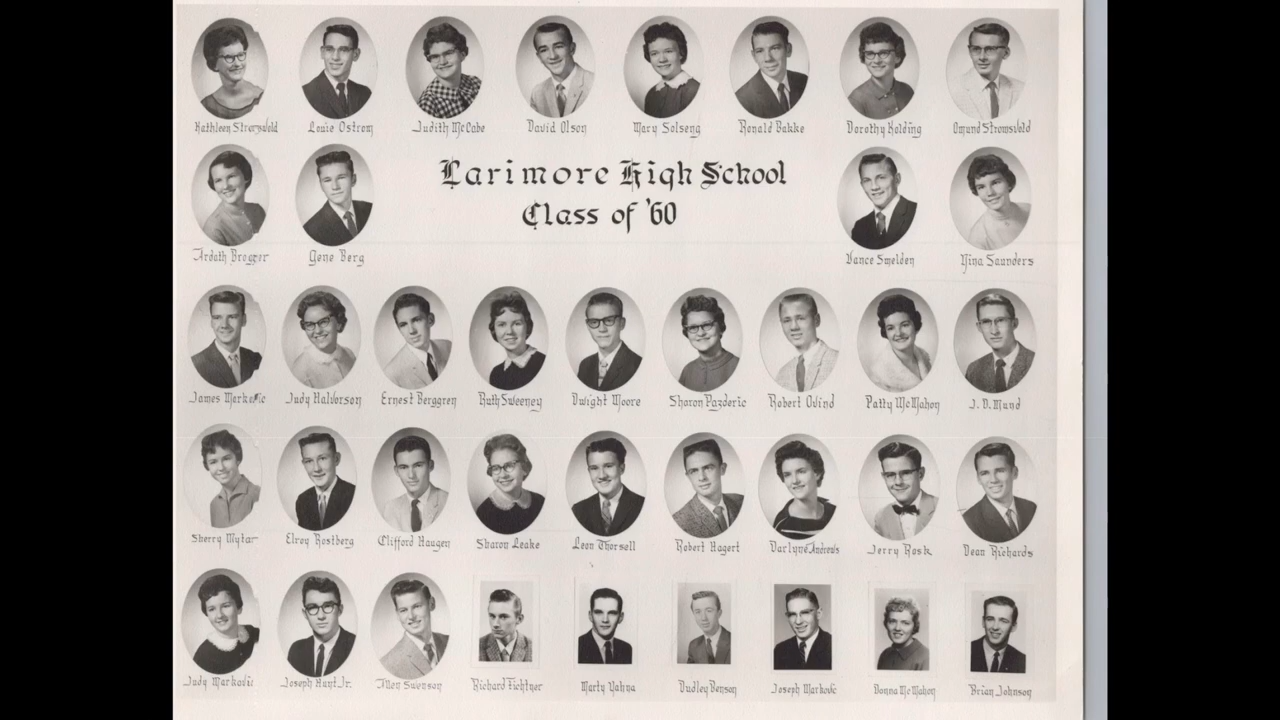 Kathleen Stromsvold Louie Ostrom Judith McCabe David Olson Mary Solseng Ronald Bakke Dorothy Kolding Omund Stromsvold
Larimore High School
Class of '60
Ardath Brogger Gene Berg Vance Smelden Nina Saunders
James Markovic Judy Halvorson Ernest Berggren Ruth Sweeney Dwight Moore Sharon Pazderic Robert Ovind Patty McMahon J. D. Mund
Sherry Mytar Elroy Rostberg Clifford Haugen Sharon Leake Leon Thorsell Robert Hagert Darlyne Andrews Jerry Rosk Dean Richards
Judy Markovic Joseph Hunt Jr. Allen Swenson Richard Fichtner Marty Vahna Dudley Benson Joseph Markovic Donna McMahon Brian Johnson